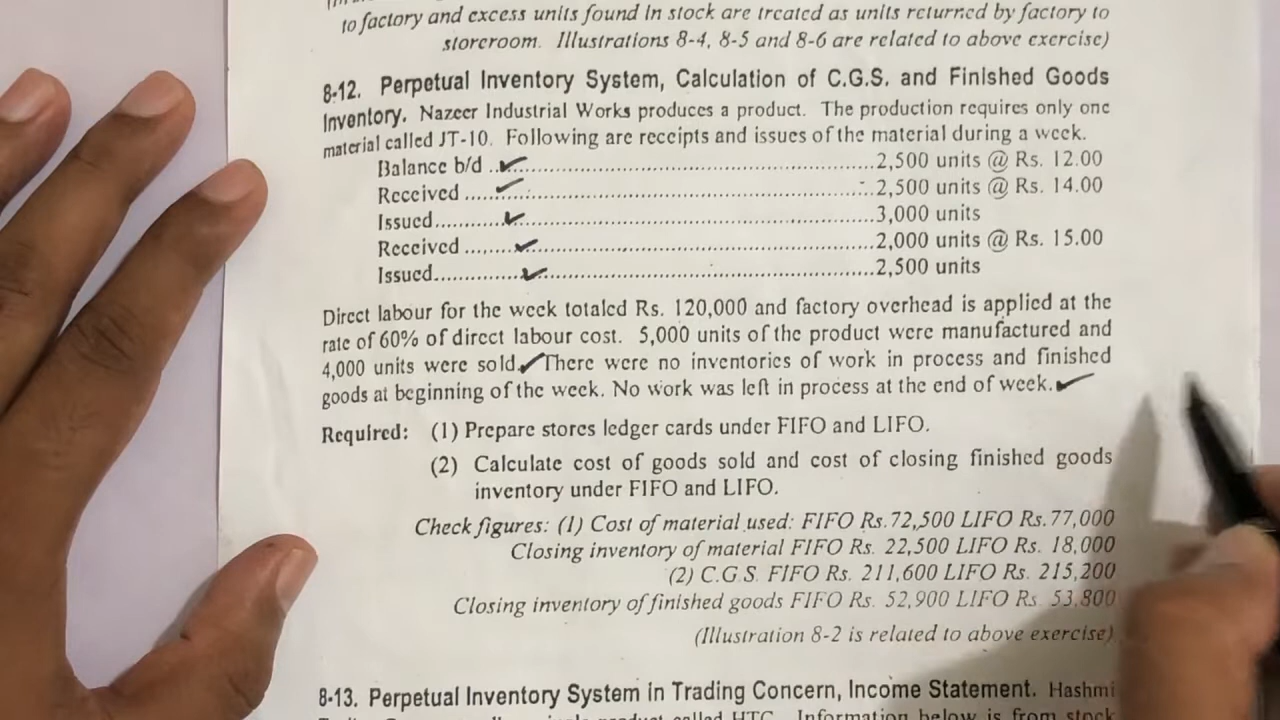 to factory and excess units found in stock are treated as units returned by factory to
storeroom. Illustrations 8-4, 8-5 and 8-6 are related to above exercise)
8-12. Perpetual Inventory System, Calculation of C.G.S. and Finished Goods
Inventory. Nazeer Industrial Works produces a product. The production requires only one
material called JT-10. Following are receipts and issues of the material during a week.
Balance b/d ..............................................2,500 units @ Rs. 12.00
Received ..............................................2,500 units @ Rs. 14.00
Issued..............................................3,000 units
Received ..............................................2,000 units @ Rs. 15.00
Issued..............................................2,500 units
Direct labour for the week totaled Rs. 120,000 and factory overhead is applied at the
rate of 60% of direct labour cost. 5,000 units of the product were manufactured and
4,000 units were sold. There were no inventories of work in process and finished
goods at beginning of the week. No work was left in process at the end of week.
Required: (1) Prepare stores ledger cards under FIFO and LIFO.
(2) Calculate cost of goods sold and cost of closing finished goods
inventory under FIFO and LIFO.
Check figures: (1) Cost of material used: FIFO Rs.72,500 LIFO Rs.77,000
Closing inventory of material FIFO Rs. 22,500 LIFO Rs. 18,000
(2) C.G.S. FIFO Rs. 211,600 LIFO Rs. 215,200
Closing inventory of finished goods FIFO Rs. 52,900 LIFO Rs. 53,800
(Illustration 8-2 is related to above exercise)
8-13. Perpetual Inventory System in Trading Concern, Income Statement. Hashmi
called HTC. Information below is from stock